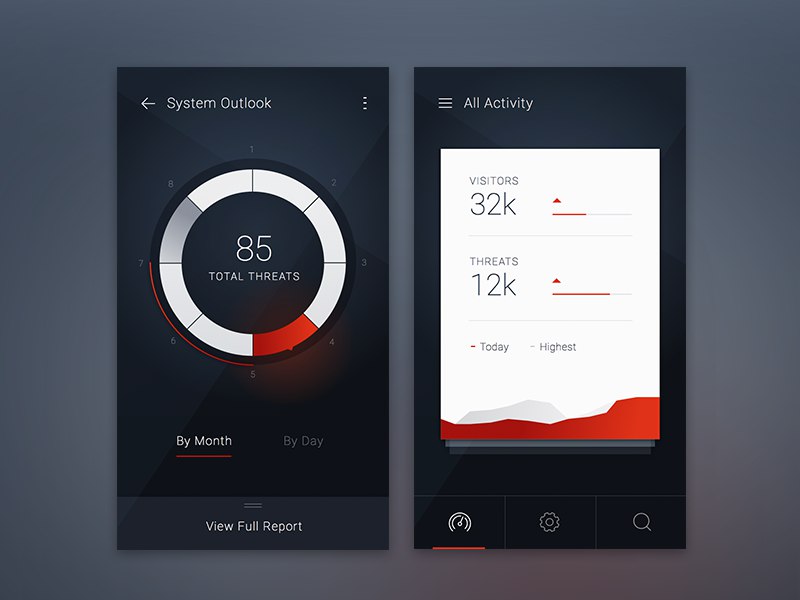 System Outlook
1
2
3
4
5
6
7
8
85
TOTAL THREATS
By Month
By Day
View Full Report
All Activity
VISITORS
32k
THREATS
12k
Today
Highest